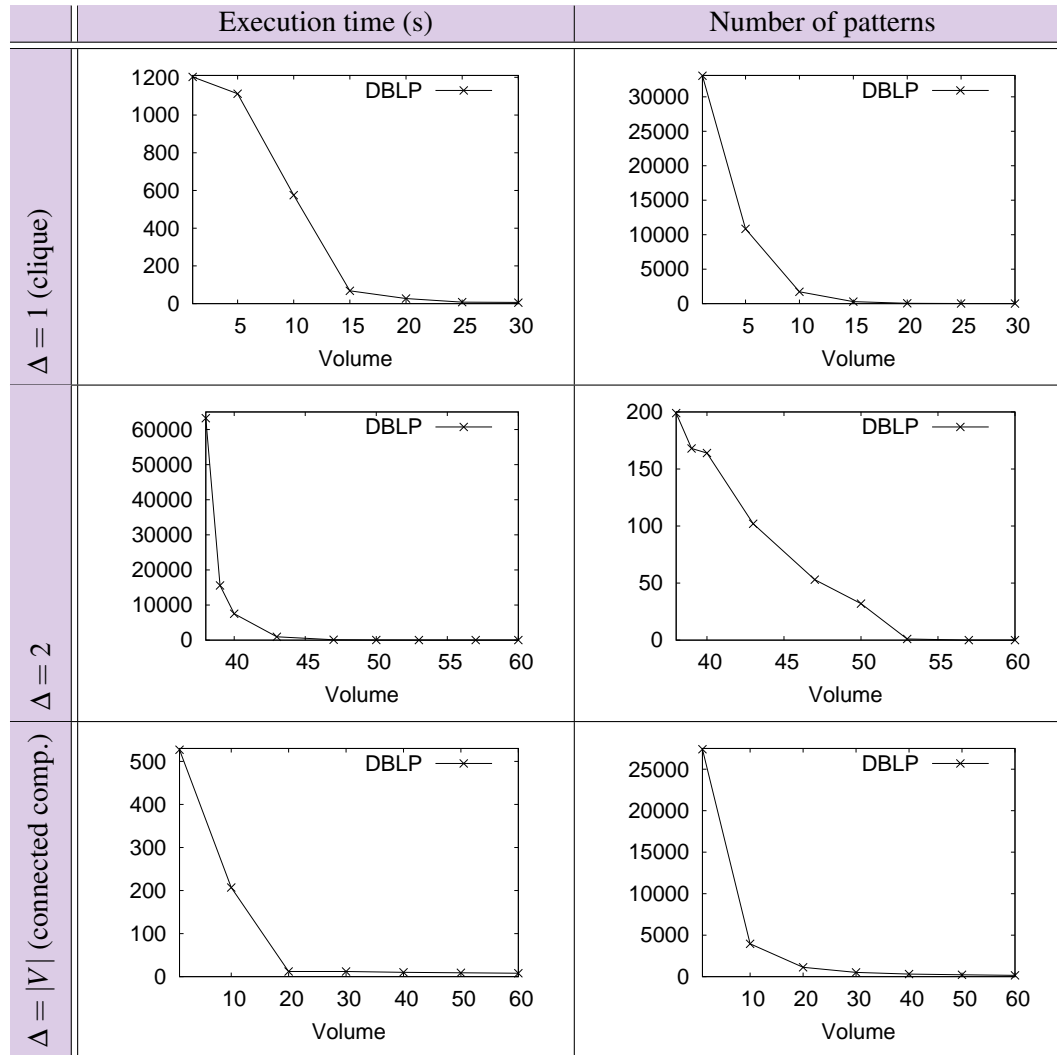 Execution time (s) Number of patterns
Δ = 1 (clique)
0
200
400
600
800
1000
1200
5 10 15 20 25 30
Volume
DBLP
0
5000
10000
15000
20000
25000
30000
5 10 15 20 25 30
Volume
DBLP
Δ = 2
0
10000
20000
30000
40000
50000
60000
40 45 50 55 60
Volume
DBLP
0
50
100
150
200
40 45 50 55 60
Volume
DBLP
Δ = |V| (connected comp.)
0
100
200
300
400
500
10 20 30 40 50 60
Volume
DBLP
0
5000
10000
15000
20000
25000
10 20 30 40 50 60
Volume
DBLP